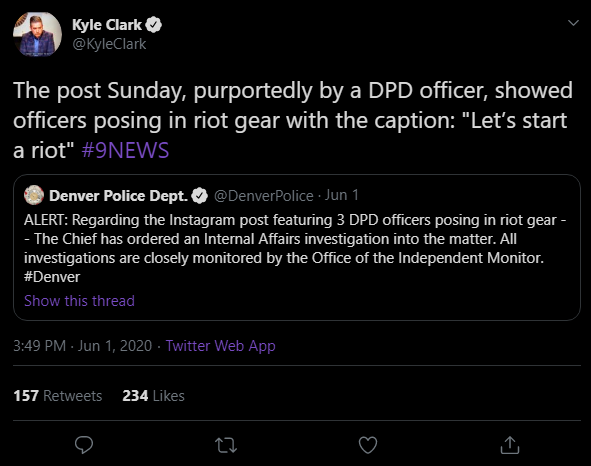 Kyle Clark
@KyleClark
The post Sunday, purportedly by a DPD officer, showed
officers posing in riot gear with the caption: "Let’s start
a riot" #9NEWS
Denver Police Dept. @DenverPolice · Jun 1
ALERT: Regarding the Instagram post featuring 3 DPD officers posing in riot gear -
- The Chief has ordered an Internal Affairs investigation into the matter. All
investigations are closely monitored by the Office of the Independent Monitor.
#Denver
Show this thread
3:49 PM · Jun 1, 2020 · Twitter Web App
157 Retweets 234 Likes